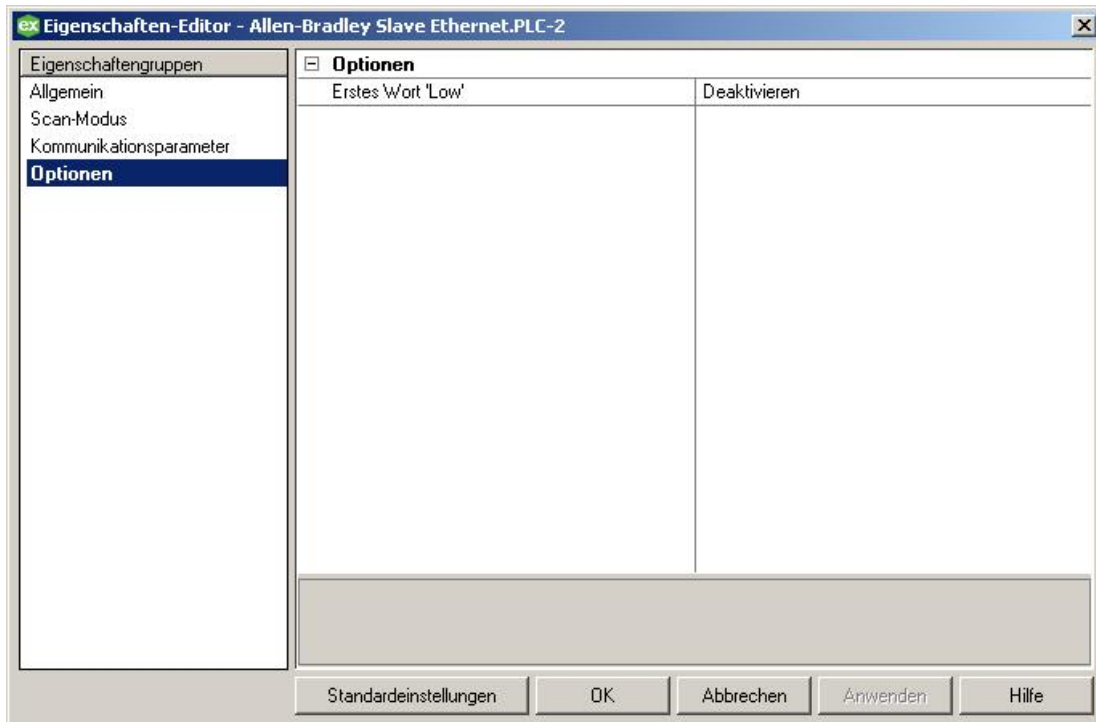 ex Eigenschaften-Editor - Allen-Bradley Slave Ethernet.PLC-2
Eigenschaftengruppen
Allgemein
Scan-Modus
Kommunikationsparameter
Optionen
Optionen
Erstes Wort 'Low' Deaktivieren
Standardeinstellungen OK Abbrechen Anwenden Hilfe